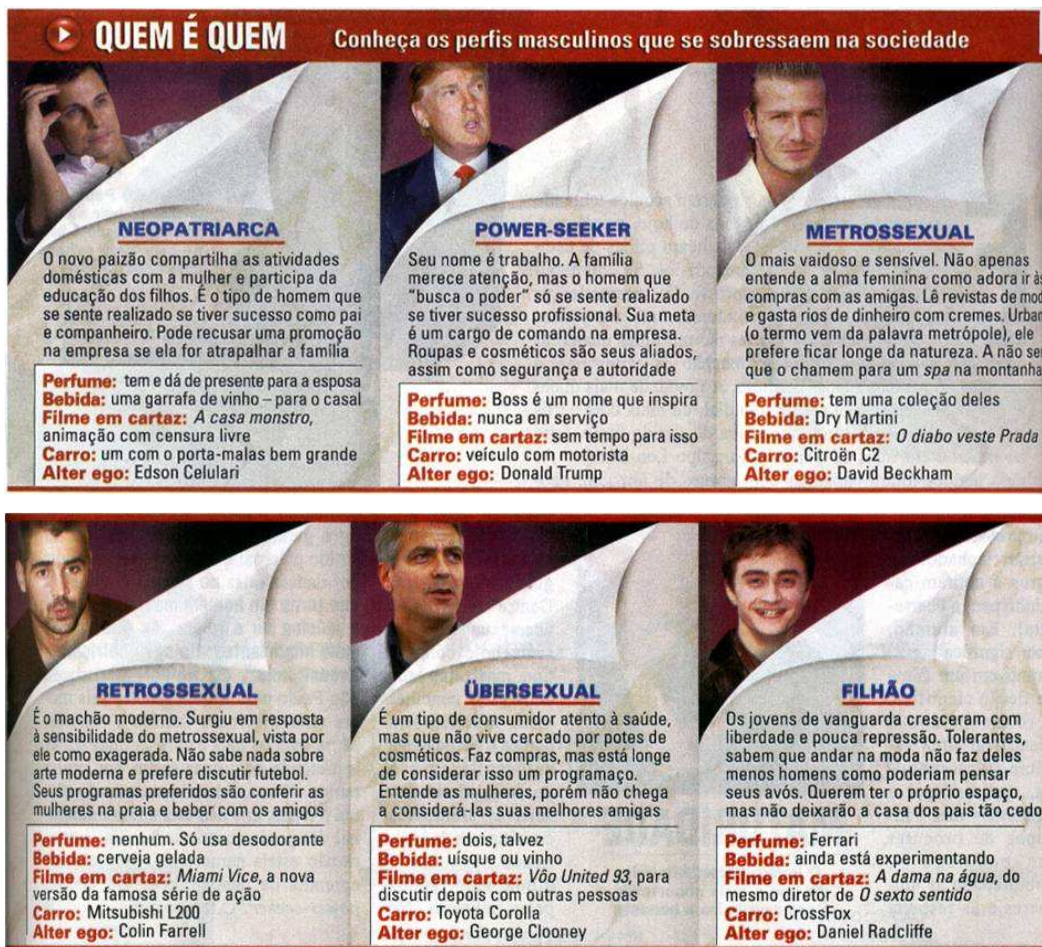 QUEM É QUEM Conheça os perfis masculinos que se sobressaem na sociedade
NEOPATRIARCA
O novo paizão compartilha as atividades
domésticas com a mulher e participa da
educação dos filhos. É o tipo de homem que
se sente realizado se tiver sucesso como pai
e companheiro. Pode recusar uma promoção
na empresa se ela for atrapalhar a família
Perfume: tem e dá de presente para a esposa
Bebida: uma garrafa de vinho – para o casal
Filme em cartaz: A casa monstro,
animação com censura livre
Carro: um com o porta-malas bem grande
Alter ego: Edson Celulari
POWER-SEEKER
Seu nome é trabalho. A família
merece atenção, mas o homem que
"busca o poder" só se sente realizado
se tiver sucesso profissional. Sua meta
é um cargo de comando na empresa.
Roupas e cosméticos são seus aliados,
assim como segurança e autoridade
Perfume: Boss é um nome que inspira
Bebida: nunca em serviço
Filme em cartaz: sem tempo para isso
Carro: veículo com motorista
Alter ego: Donald Trump
METROSSEXUAL
O mais vaidoso e sensível. Não apenas
entende a alma feminina como adora ir às
compras com as amigas. Lê revistas de
e gasta rios de dinheiro com cremes.
(o termo vem da palavra metrópole), ele
prefere ficar longe da natureza. A não
que o chamem para um spa na montanha
Perfume: tem uma coleção deles
Bebida: Dry Martini
Filme em cartaz: O diabo veste Prada
Carro: Citroën C2
Alter ego: David Beckham
RETROSSEXUAL
É o machão moderno. Surgiu em resposta
à sensibilidade do metrossexual, vista por
ele como exagerada. Não sabe nada sobre
arte moderna e prefere discutir futebol.
Seus programas preferidos são conferir as
mulheres na praia e beber com os amigos
Perfume: nenhum. Só usa desodorante
Bebida: cerveja gelada
Filme em cartaz: Miami Vice, a nova
versão da famosa série de ação
Carro: Mitsubishi L200
Alter ego: Colin Farrell
ÜBERSEXUAL
É um tipo de consumidor atento à saúde,
mas que não vive cercado por potes de
cosméticos. Faz compras, mas está longe
de considerar isso um programaço.
Entende as mulheres, porém não chega
a considerá-las suas melhores amigas
Perfume: dois, talvez
Bebida: uísque ou vinho
Filme em cartaz: Vôo United 93, para
discutir depois com outras pessoas
Carro: Toyota Corolla
Alter ego: George Clooney
FILHÃO
Os jovens de vanguarda cresceram com
liberdade e pouca repressão. Tolerantes,
sabem que andar na moda não faz deles
menos homens como poderiam pensar
seus avós. Querem ter o próprio espaço,
mas não deixarão a casa dos pais tão cedo
Perfume: Ferrari
Bebida: ainda está experimentando
Filme em cartaz: A dama na água, do
mesmo diretor de O sexto sentido
Carro: CrossFox
Alter ego: Daniel Radcliffe